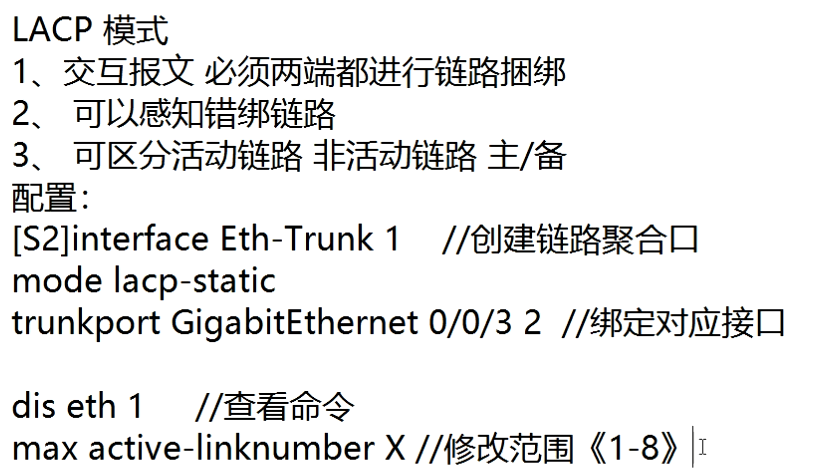 LACP 模式
1、交互报文 必须两端都进行链路捆绑
2、 可以感知错绑链路
3、 可区分活动链路 非活动链路 主/备
配置：
[S2]interface Eth-Trunk 1 //创建链路聚合口
mode lacp-static
trunkport GigabitEthernet 0/0/3 2 //绑定对应接口
dis eth 1 //查看命令
max active-linknumber X //修改范围《1-8》